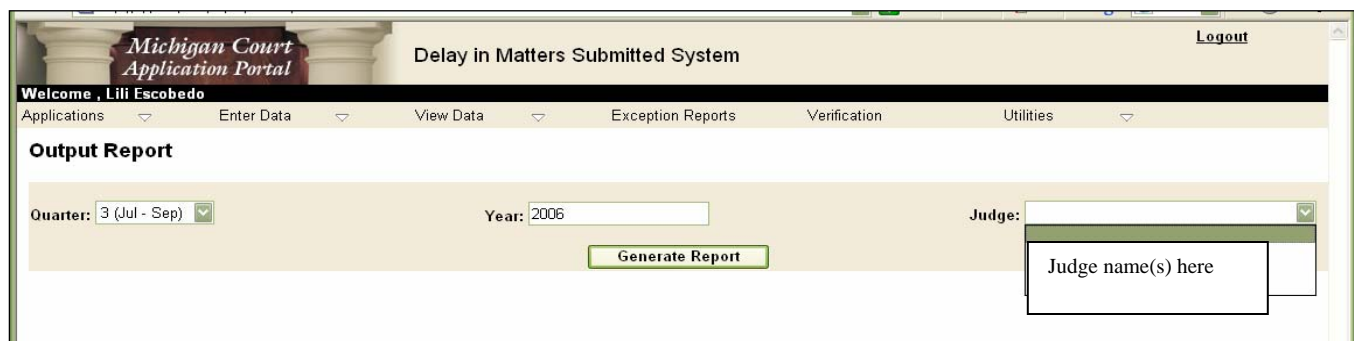 Michigan Court
Application Portal
Delay in Matters Submitted System
Logout
Welcome , Lili Escobedo
Applications Enter Data View Data Exception Reports Verification Utilities
Output Report
Quarter: 3 (Jul - Sep) Year: 2006 Judge:
Generate Report
Judge name(s) here